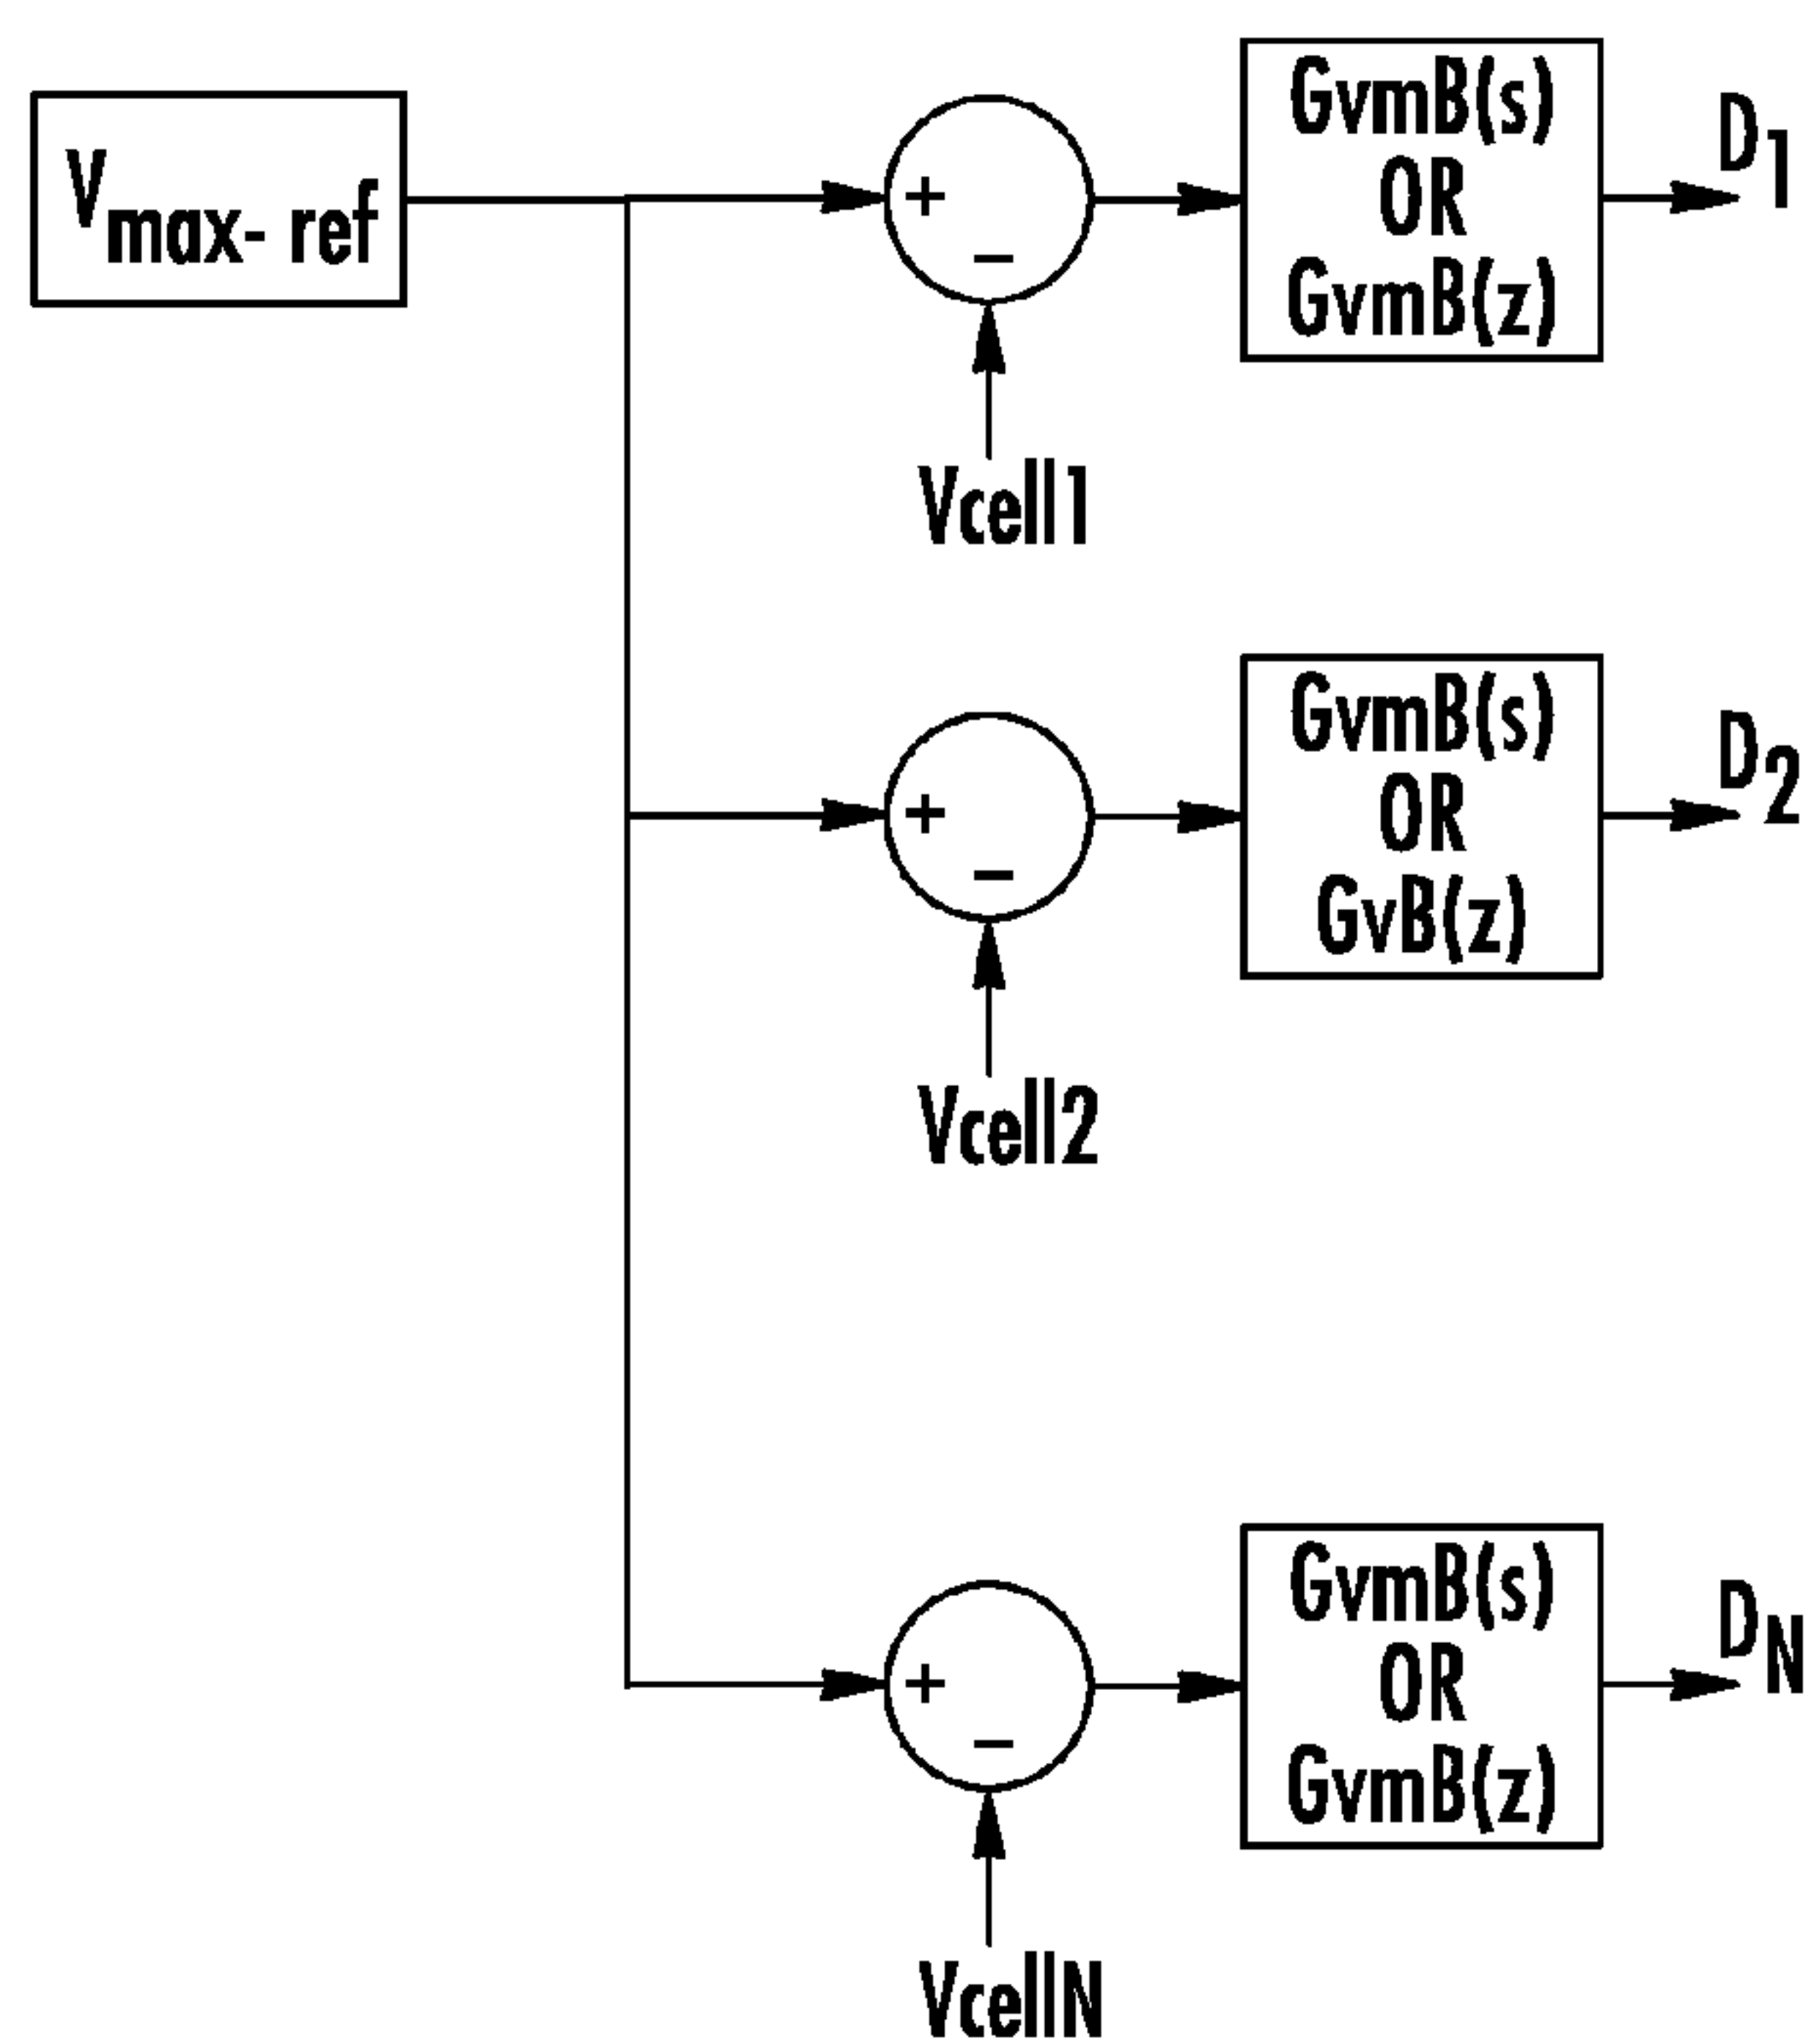 Vmax- ref
+
−
GvmB(s)
OR
GvmB(z)
D1
Vcell1
+
−
GvmB(s)
OR
GvB(z)
D2
Vcell2
+
−
GvmB(s)
OR
GvmB(z)
DN
VcellN